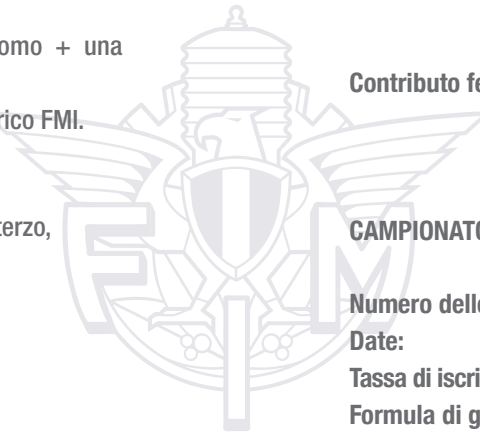 omo + una
rico FMI.
terzo,
Contributo fe
CAMPIONATO
Numero delle
Date:
Tassa di iscri
Formula di g
F M